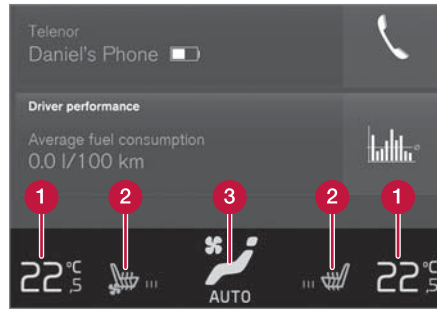 Telenor
Daniel's Phone
Driver performance
Average fuel consumption
0.0 l/100 km
1 2 3 2 1
22°C,5 AUTO 22°C,5